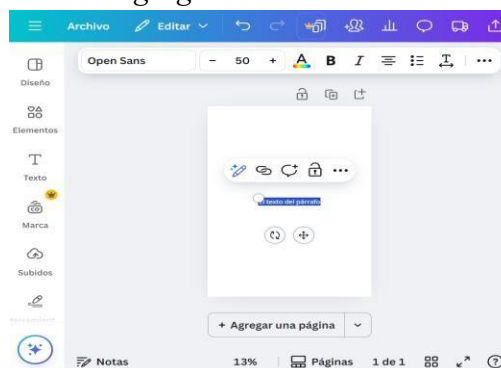 Archivo Editar
Open Sans - 50 + A B I T
Diseño
Elementos
Texto
Marca
Subidos
texto del párrafo
+ Agregar una página
Notas 13% Páginas 1 de 1